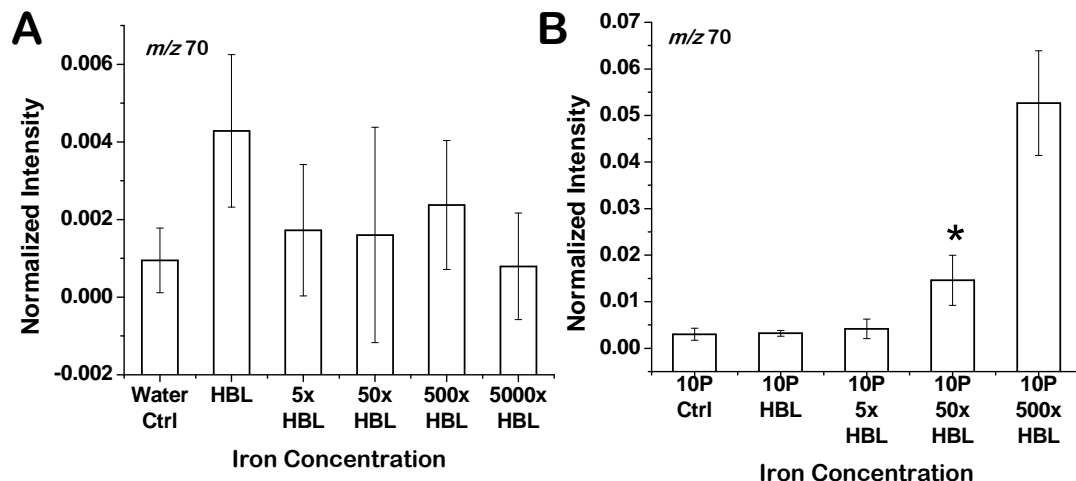 A
m/z 70
Normalized Intensity
0.006
0.004
0.002
0.000
-0.002
Water Ctrl
HBL
5x HBL
50x HBL
500x HBL
5000x HBL
Iron Concentration
B
m/z 70
Normalized Intensity
0.07
0.06
0.05
0.04
0.03
0.02
0.01
0.00
*
10P Ctrl
10P HBL
10P 5x HBL
10P 50x HBL
10P 500x HBL
Iron Concentration